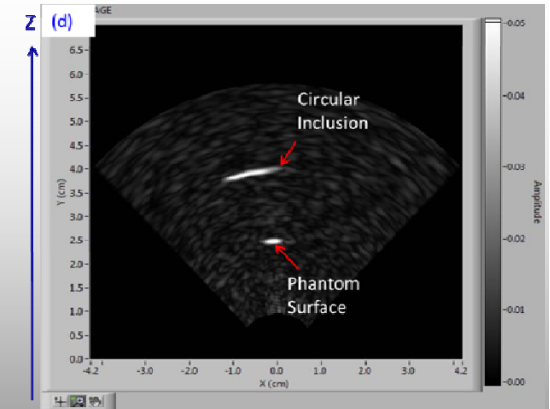 Z
(d)
AGE
6.5
6.0
5.5
5.0
4.5
4.0
3.5
3.0
2.5
2.0
1.5
1.0
0.5
0.0
Y (cm)
Circular
Inclusion
Phantom
Surface
-4.2
-3.0
-2.0
-1.0
0.0
1.0
2.0
3.0
4.2
X (cm)
0.05
0.04
0.03
0.02
0.01
0.00
Amplitude